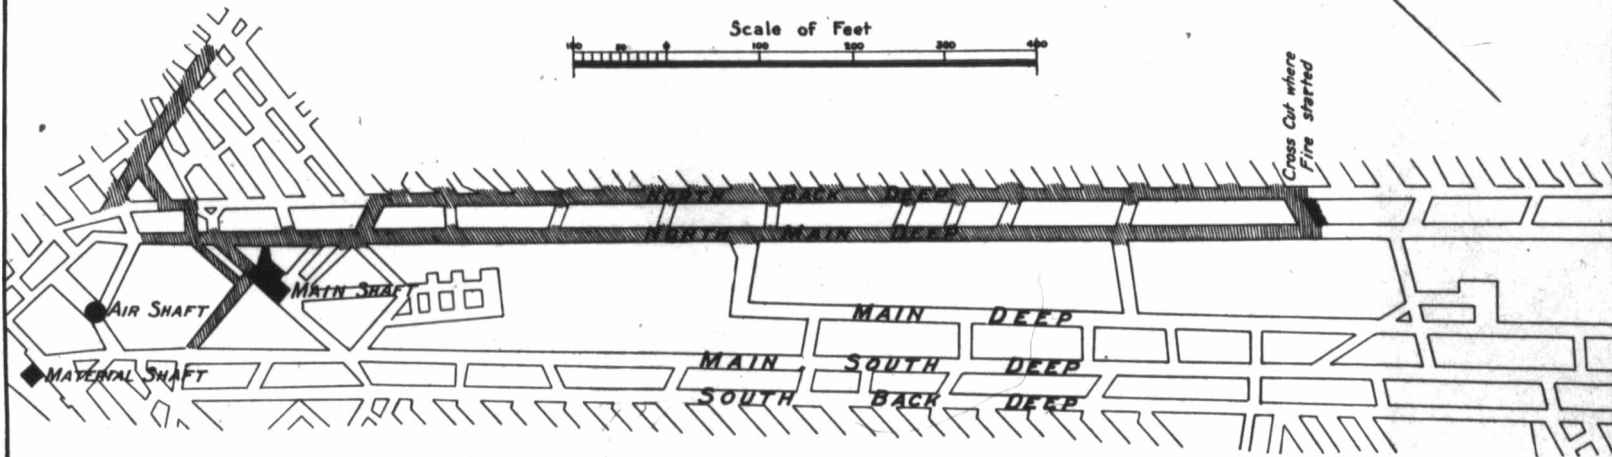 Scale of Feet
100 50 0 100 200 300 400
Cross Cut where
Fire started
NORTH BACK DEEP
NORTH MAIN DEEP
MAIN SHAFT
AIR SHAFT
MAIN DEEP
MAIN SOUTH DEEP
MATERIAL SHAFT
SOUTH BACK DEEP